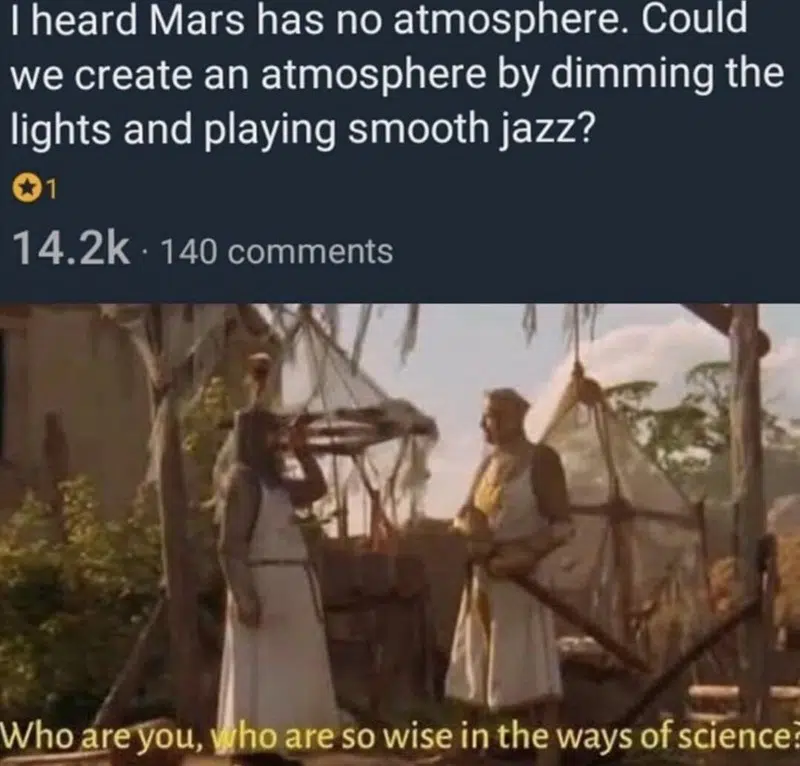 I heard Mars has no atmosphere. Could
we create an atmosphere by dimming the
lights and playing smooth jazz?
1
14.2k · 140 comments
Who are you, who are so wise in the ways of science?